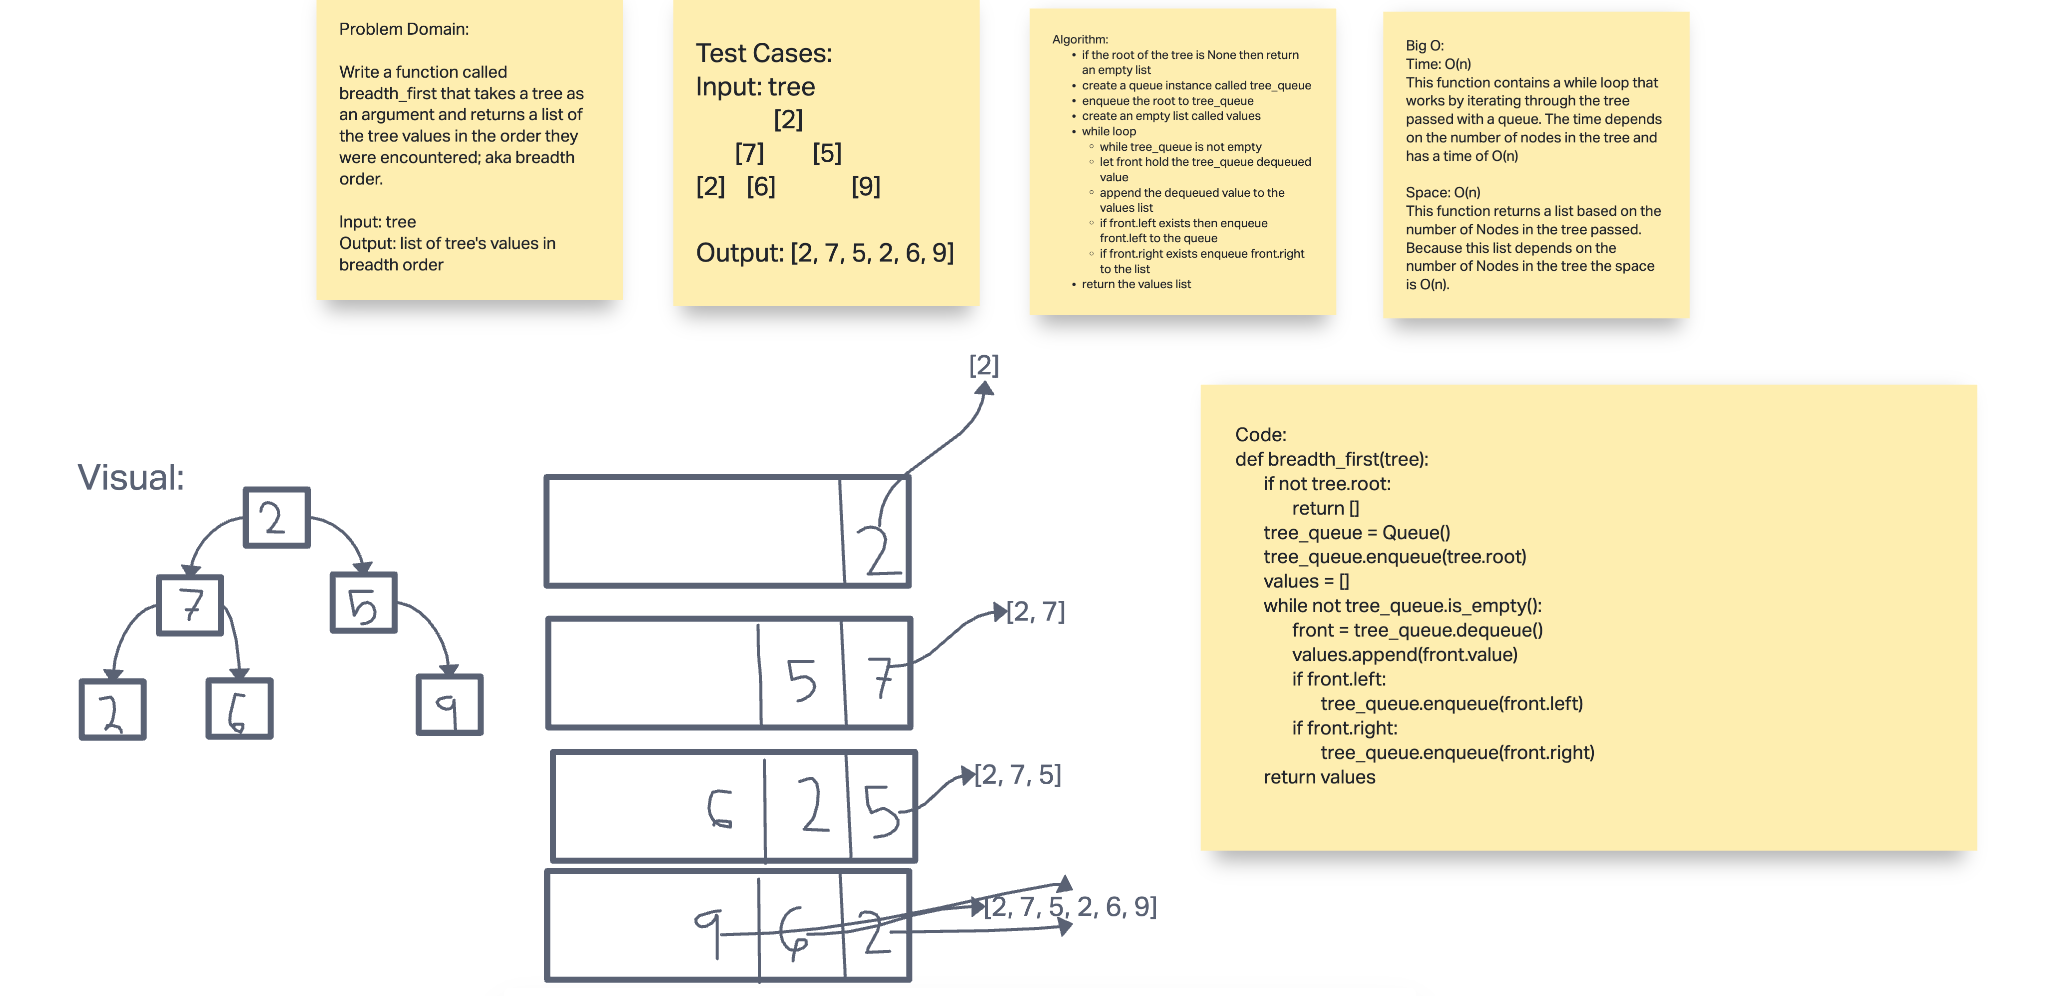 Problem Domain:
Write a function called
breadth_first that takes a tree as
an argument and returns a list of
the tree values in the order they
were encountered; aka breadth
order.
Input: tree
Output: list of tree's values in
breadth order
Test Cases:
Input: tree
[2]
[7] [5]
[2] [6] [9]
Output: [2, 7, 5, 2, 6, 9]
Algorithm:
• if the root of the tree is None then return
an empty list
• create a queue instance called tree_queue
• enqueue the root to tree_queue
• create an empty list called values
• while loop
◦ while tree_queue is not empty
◦ let front hold the tree_queue dequeued
value
◦ append the dequeued value to the
values list
◦ if front.left exists then enqueue
front.left to the queue
◦ if front.right exists enqueue front.right
to the list
• return the values list
Big O:
Time: O(n)
This function contains a while loop that
works by iterating through the tree
passed with a queue. The time depends
on the number of nodes in the tree and
has a time of O(n)
Space: O(n)
This function returns a list based on the
number of Nodes in the tree passed.
Because this list depends on the
number of Nodes in the tree the space
is O(n).
Visual:
2
7 5
2 6 9
[2]
2
[2, 7]
5 7
[2, 7, 5]
6 2 5
[2, 7, 5, 2, 6, 9]
9 6 2
Code:
def breadth_first(tree):
if not tree.root:
return []
tree_queue = Queue()
tree_queue.enqueue(tree.root)
values = []
while not tree_queue.is_empty():
front = tree_queue.dequeue()
values.append(front.value)
if front.left:
tree_queue.enqueue(front.left)
if front.right:
tree_queue.enqueue(front.right)
return values